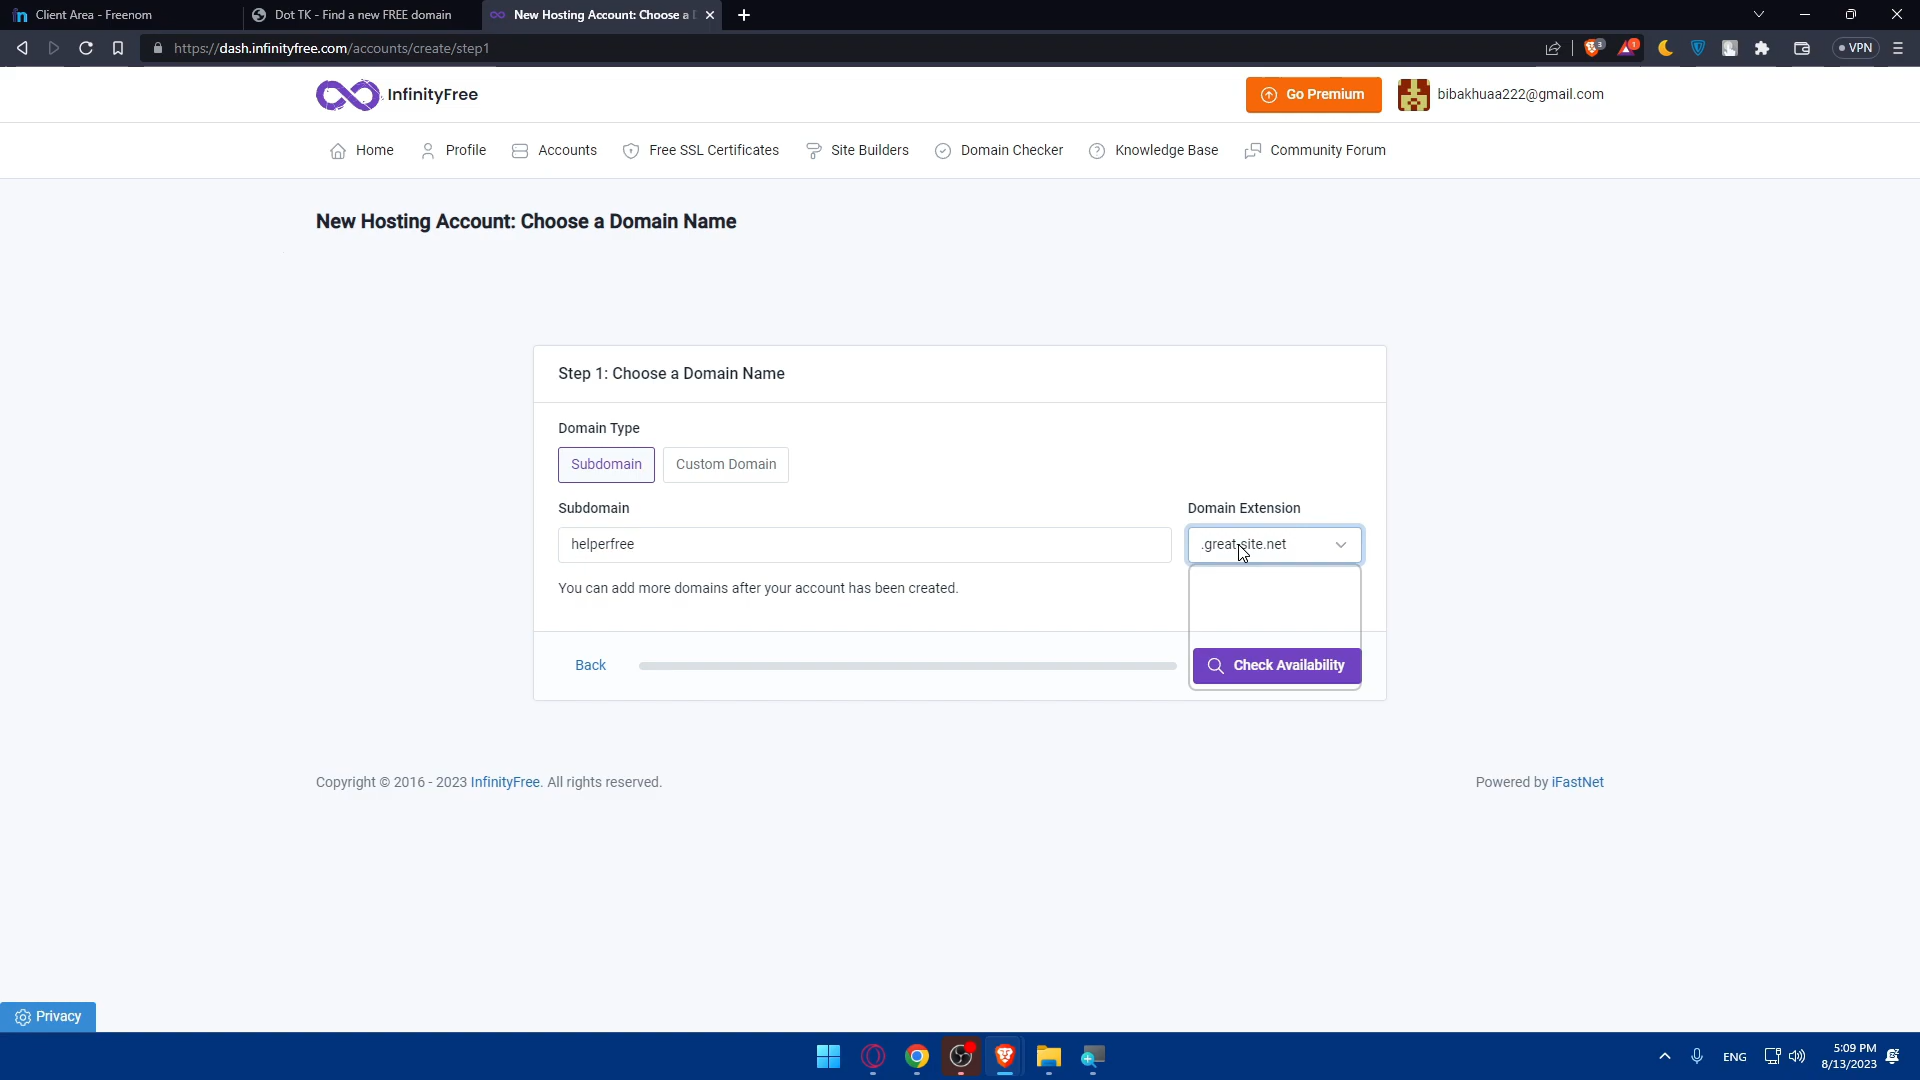 Client Area - Freenom
Dot TK - Find a new FREE domain
New Hosting Account: Choose a
https://dash.infinityfree.com/accounts/create/step1
3
1
VPN
InfinityFree
Go Premium
bibakhuaa222@gmail.com
Home
Profile
Accounts
Free SSL Certificates
Site Builders
Domain Checker
Knowledge Base
Community Forum
New Hosting Account: Choose a Domain Name
Step 1: Choose a Domain Name
Domain Type
Subdomain
Custom Domain
Subdomain
Domain Extension
helperfree
.great-site.net
You can add more domains after your account has been created.
Back
Check Availability
Copyright © 2016 - 2023 InfinityFree. All rights reserved.
Powered by iFastNet
Privacy
ENG
5:09 PM
8/13/2023